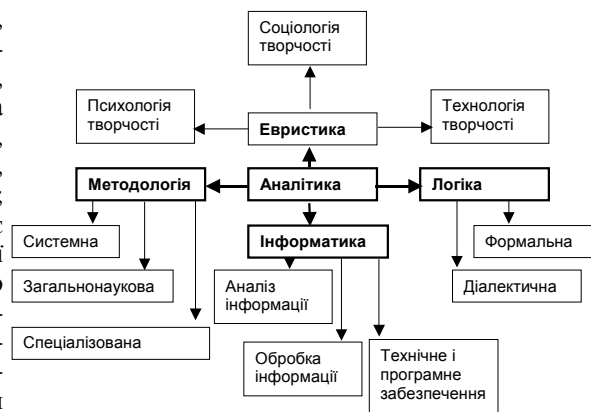 Соціологія
творчості
Психологія
творчості
Евристика
Технологія
творчості
Методологія
Аналітика
Логіка
Системна
Інформатика
Формальна
Загальнонаукова
Аналіз
інформації
Діалектична
Спеціалізована
Обробка
інформації
Технічне і
програмне
забезпечення